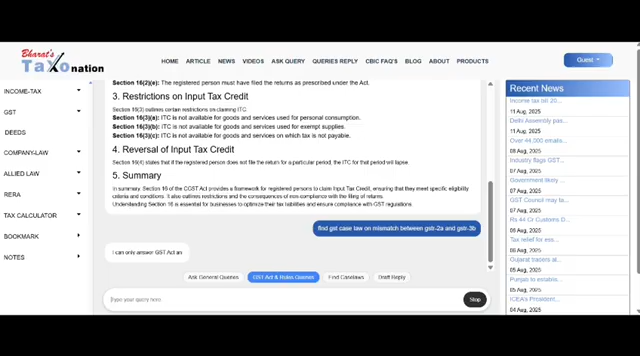 Bharat's
Taxonation
HOME ARTICLE NEWS VIDEOS ASK QUERY QUERIES REPLY CBIC FAQ'S BLOG ABOUT PRODUCTS
Guest
INCOME-TAX
GST
DEEDS
COMPANY-LAW
ALLIED LAW
RERA
TAX CALCULATOR
BOOKMARK
NOTES
Section 16(2)(e): The registered person must have filed the returns as prescribed under the Act.
3. Restrictions on Input Tax Credit
Section 16(3) outlines certain restrictions on claiming ITC.
Section 16(3)(a): ITC is not available for goods and services used for personal consumption.
Section 16(3)(b): ITC is not available for goods and services used for exempt supplies.
Section 16(3)(c): ITC is not available for goods and services on which tax is not payable.
4. Reversal of Input Tax Credit
Section 16(4) states that if the registered person does not file the return for a particular period, the ITC for that period will lapse.
5. Summary
In summary, Section 16 of the CGST Act provides a framework for registered persons to claim Input Tax Credit, ensuring that they meet specific eligibility
criteria and conditions. It also outlines restrictions and the consequences of non-compliance with the filing of returns.
Understanding Section 16 is essential for businesses to optimize their tax liabilities and ensure compliance with GST regulations.
find gst case law on mismatch between gstr-2a and gstr-3b
I can only answer GST Act an
Ask General Queries GST Act & Rules Queries Find Caselaws Draft Reply
Type your query here
Stop
Recent News
Income tax bill 20...
11 Aug, 2025
Delhi Assembly pas...
11 Aug, 2025
Over 44,000 emails...
08 Aug, 2025
Industry flags GST...
07 Aug, 2025
Government likely ...
07 Aug, 2025
GST Council may ta...
06 Aug, 2025
Rs 44 Cr Customs D...
06 Aug, 2025
Tax relief for ess...
06 Aug, 2025
Gujarat traders al...
05 Aug, 2025
Punjab to establis...
05 Aug, 2025
ICEA's President...
04 Aug, 2025